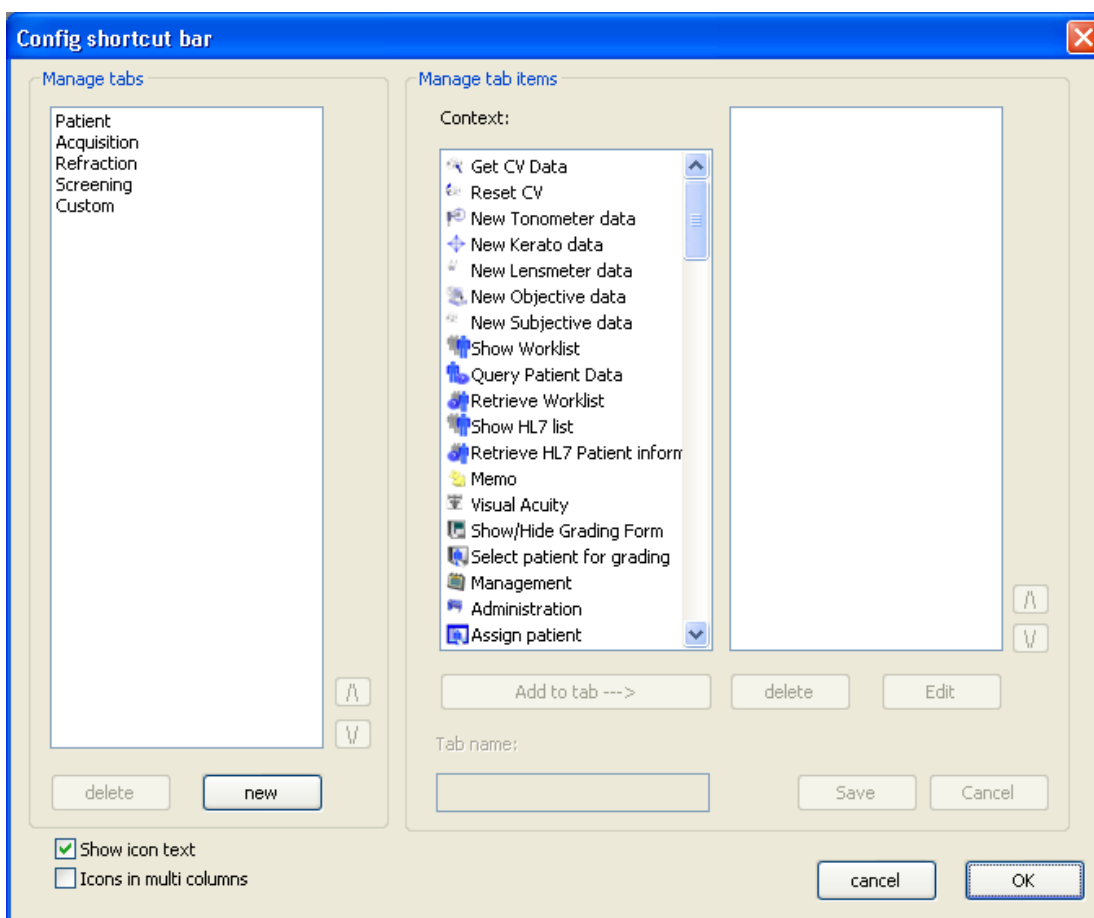 Config shortcut bar
Manage tabs
Patient
Acquisition
Refraction
Screening
Custom
/\
\/
delete
new
Manage tab items
Context:
Get CV Data
Reset CV
New Tonometer data
New Kerato data
New Lensmeter data
New Objective data
New Subjective data
Show Worklist
Query Patient Data
Retrieve Worklist
Show HL7 list
Retrieve HL7 Patient inform
Memo
Visual Acuity
Show/Hide Grading Form
Select patient for grading
Management
Administration
Assign patient
/\
\/
Add to tab --->
delete
Edit
Tab name:
Save
Cancel
Show icon text
Icons in multi columns
cancel
OK